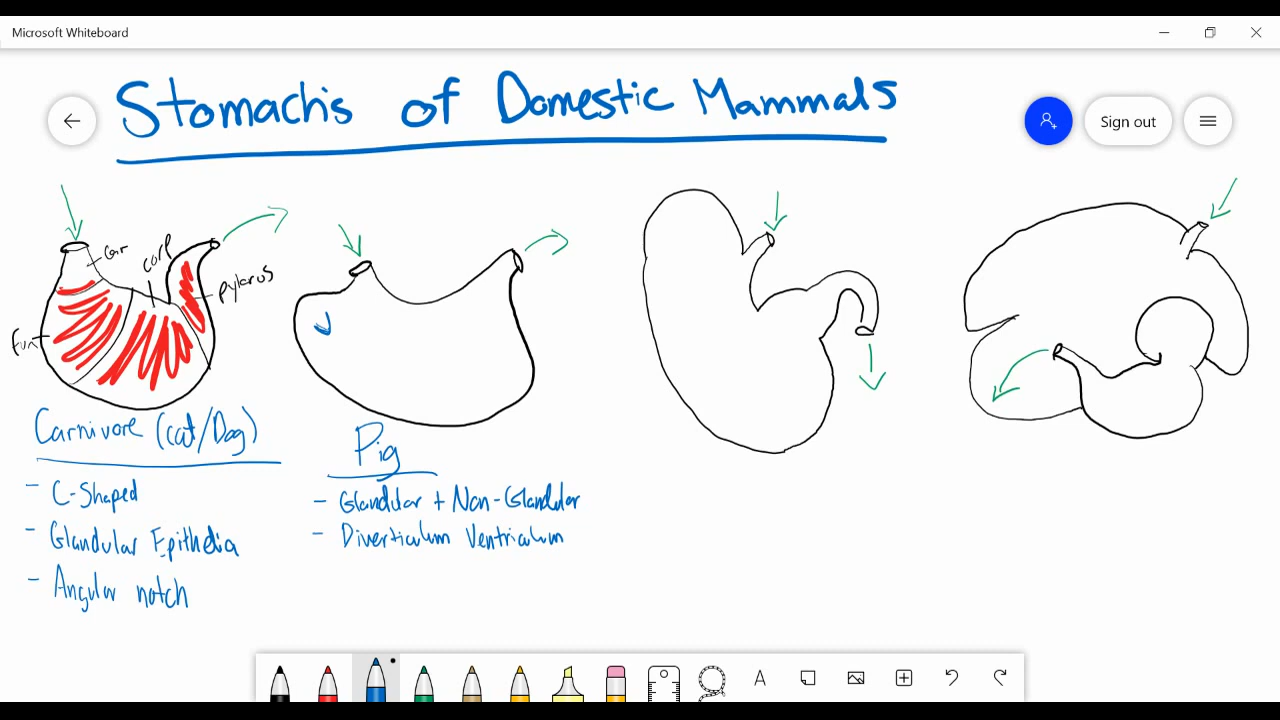 Microsoft Whiteboard
Stomachs of Domestic Mammals
Sign out
car
corp
pylorus
fun
Carnivore (cat/Dog)
- C-Shaped
- Glandular Epithelia
- Angular notch
Pig
- Glandular + Non-Glandular
- Diverticulum Ventriculum
A